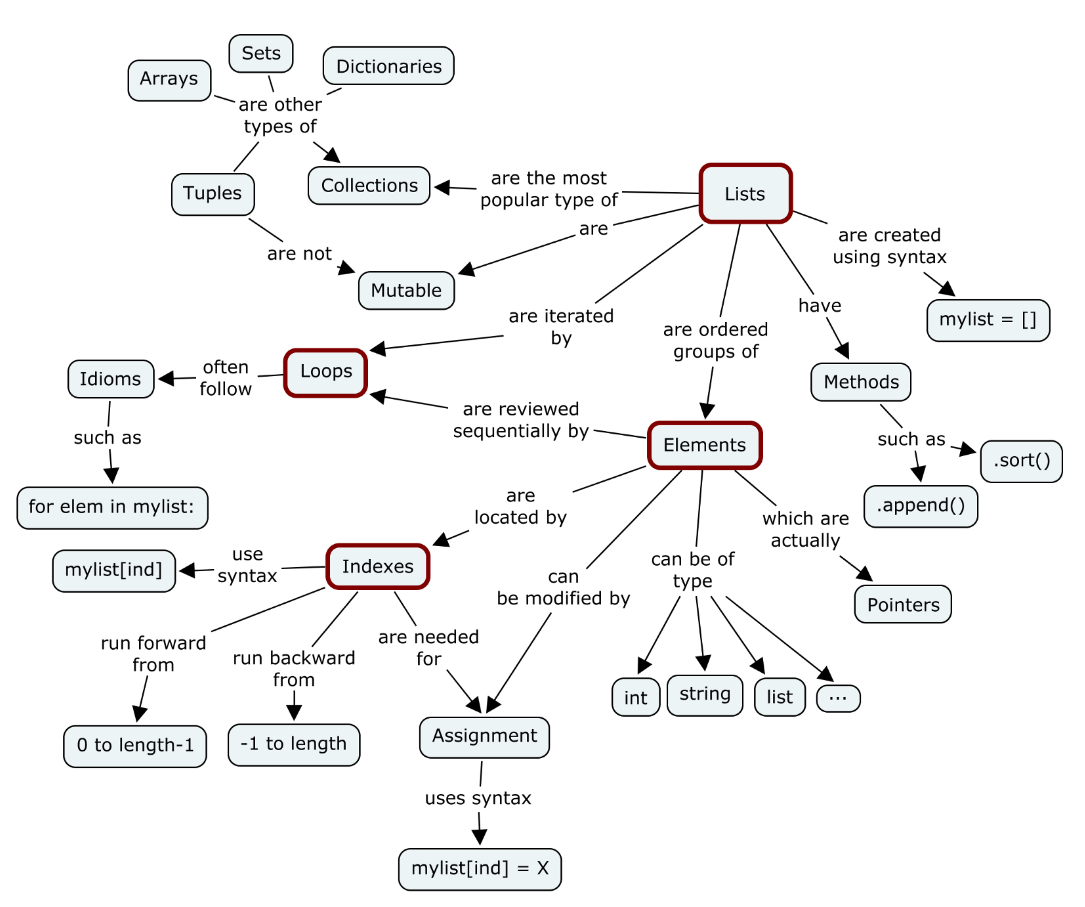 Sets
Arrays
Dictionaries
are other
types of
Tuples
Collections
are the most
popular type of
Lists
are
are not
Mutable
are created
using syntax
mylist = []
have
are iterated
by
are ordered
groups of
Loops
often
follow
Idioms
Methods
such as
are reviewed
sequentially by
Elements
such as
.sort()
.append()
for elem in mylist:
are
located by
which are
actually
Indexes
use
syntax
mylist[ind]
can
be modified by
can be of
type
Pointers
run forward
from
run backward
from
are needed
for
int
string
list
...
0 to length-1
-1 to length
Assignment
uses syntax
mylist[ind] = X